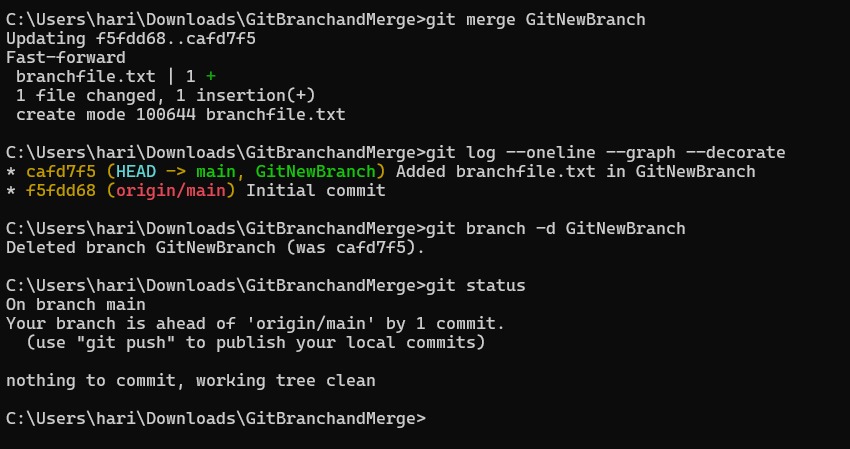 C:\Users\hari\Downloads\GitBranchandMerge>git merge GitNewBranch
Updating f5fdd68..cafd7f5
Fast-forward
 branchfile.txt | 1 +
 1 file changed, 1 insertion(+)
 create mode 100644 branchfile.txt
C:\Users\hari\Downloads\GitBranchandMerge>git log --oneline --graph --decorate
* cafd7f5 (HEAD -> main, GitNewBranch) Added branchfile.txt in GitNewBranch
* f5fdd68 (origin/main) Initial commit
C:\Users\hari\Downloads\GitBranchandMerge>git branch -d GitNewBranch
Deleted branch GitNewBranch (was cafd7f5).
C:\Users\hari\Downloads\GitBranchandMerge>git status
On branch main
Your branch is ahead of 'origin/main' by 1 commit.
  (use "git push" to publish your local commits)
nothing to commit, working tree clean
C:\Users\hari\Downloads\GitBranchandMerge>